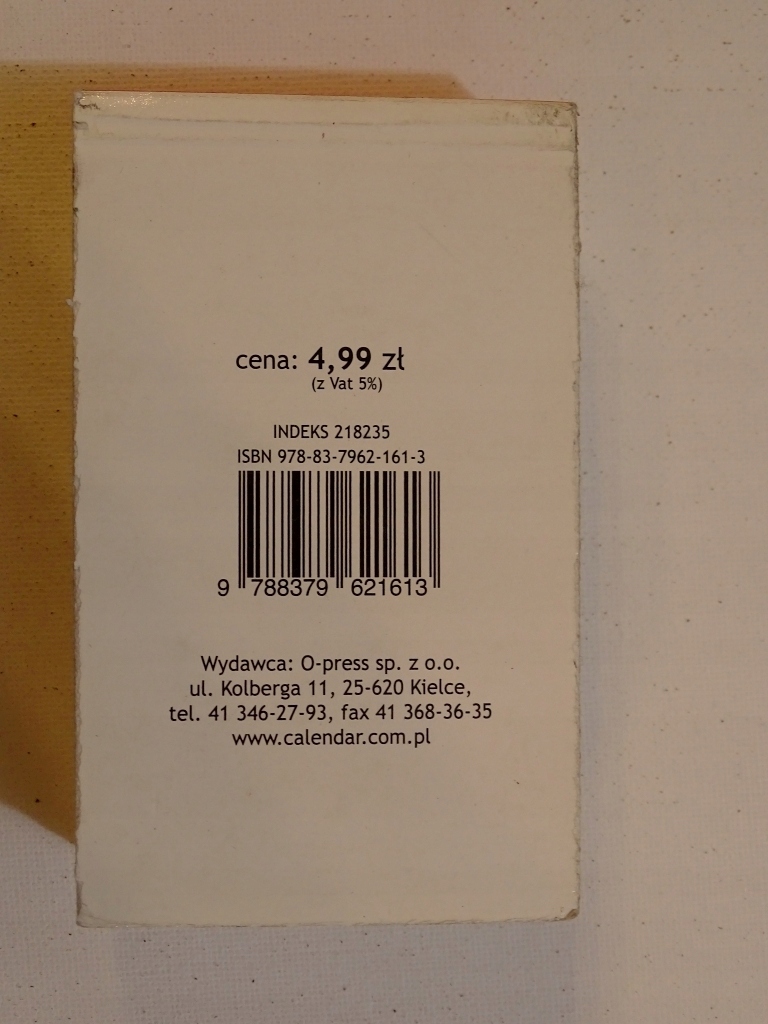 cena: 4,99 zł
(z Vat 5%)
INDEKS 218235
ISBN 978-83-7962-161-3
9 788379 621613
Wydawca: O-press sp. z o.o.
ul. Kolberga 11, 25-620 Kielce,
tel. 41 346-27-93, fax 41 368-36-35
www.calendar.com.pl